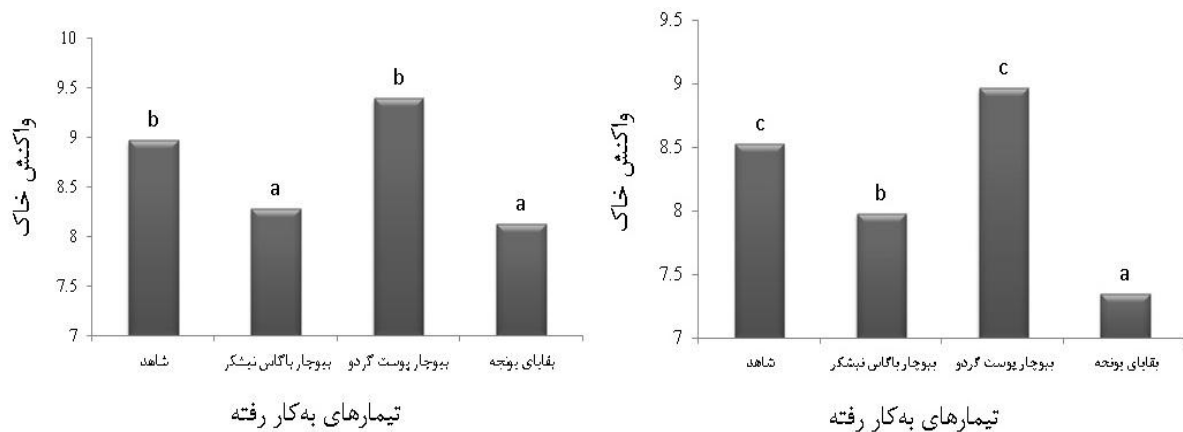 10
9.5
9
8.5
8
7.5
7
واکنش خاک
b
a
b
a
شاهد
بیوچار باگاس نیشکر
بیوچار پوست گردو
بقایای یونجه
تیمارهای به‌کار رفته
9.5
9
8.5
8
7.5
7
واکنش خاک
c
b
c
a
شاهد
بیوچار باگاس نیشکر
بیوچار پوست گردو
بقایای یونجه
تیمارهای به‌کار رفته